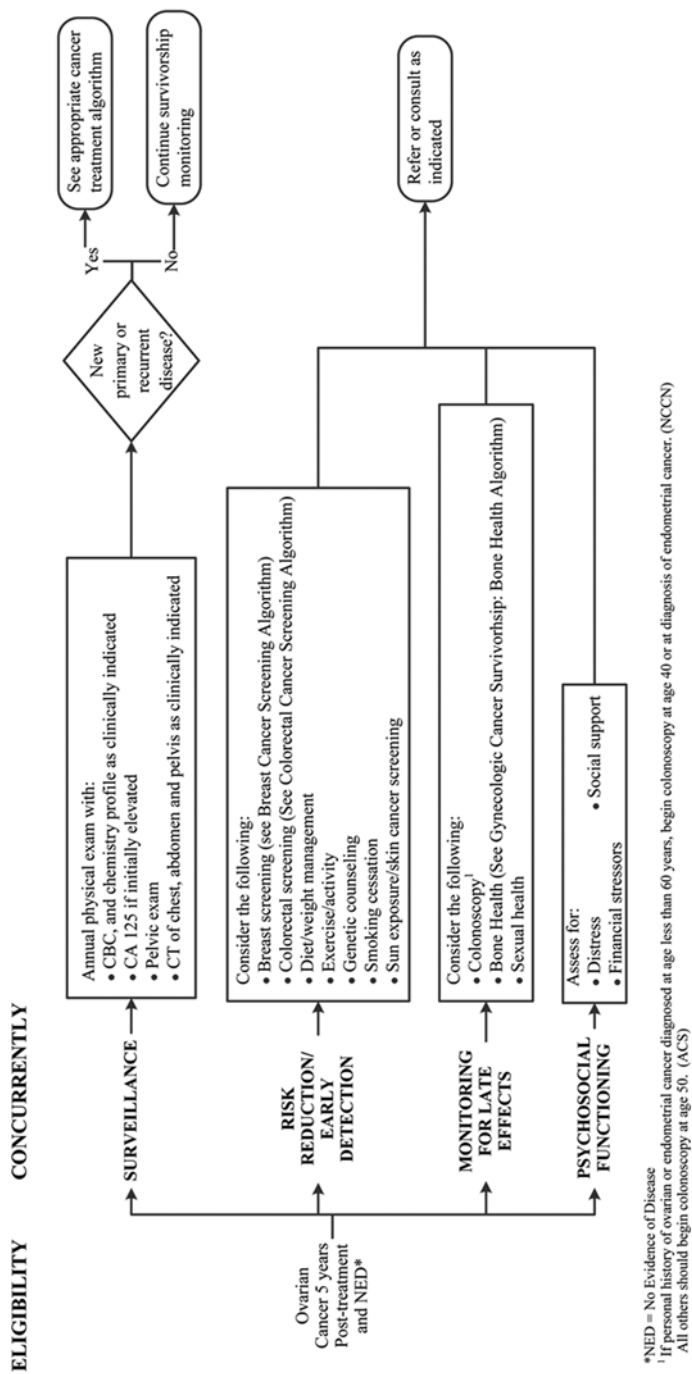 ELIGIBILITY CONCURRENTLY
Ovarian
Cancer 5 years
Post-treatment
and NED*
SURVEILLANCE
Annual physical exam with:
• CBC, and chemistry profile as clinically indicated
• CA 125 if initially elevated
• Pelvic exam
• CT of chest, abdomen and pelvis as clinically indicated
New
primary or
recurrent
disease?
Yes
See appropriate cancer
treatment algorithm
No
Continue survivorship
monitoring
RISK
REDUCTION/
EARLY
DETECTION
Consider the following:
• Breast screening (see Breast Cancer Screening Algorithm)
• Colorectal screening (See Colorectal Cancer Screening Algorithm)
• Diet/weight management
• Exercise/activity
• Genetic counseling
• Smoking cessation
• Sun exposure/skin cancer screening
MONITORING
FOR LATE
EFFECTS
Consider the following:
• Colonoscopy¹
• Bone Health (See Gynecologic Cancer Survivorhsip: Bone Health Algorithm)
• Sexual health
PSYCHOSOCIAL
FUNCTIONING
Assess for:
• Distress • Social support
• Financial stressors
Refer or consult as
indicated
*NED = No Evidence of Disease
¹ If personal history of ovarian or endometrial cancer diagnosed at age less than 60 years, begin colonoscopy at age 40 or at diagnosis of endometrial cancer. (NCCN)
All others should begin colonoscopy at age 50. (ACS)